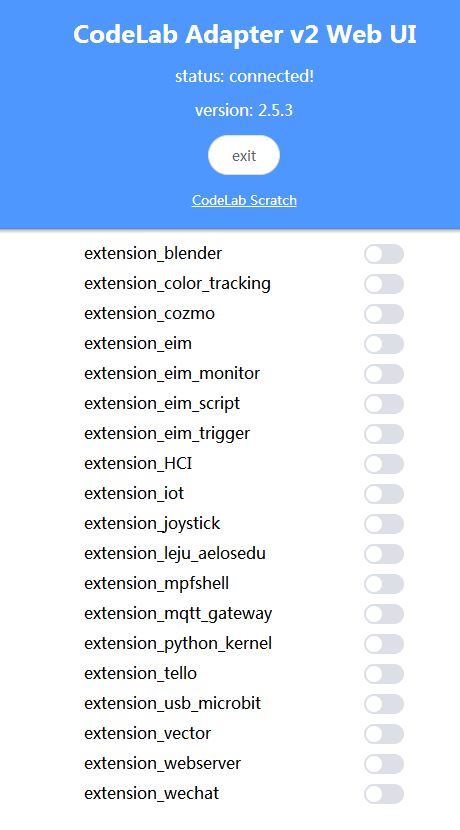 CodeLab Adapter v2 Web UI
status: connected!
version: 2.5.3
exit
CodeLab Scratch
extension_blender
extension_color_tracking
extension_cozmo
extension_eim
extension_eim_monitor
extension_eim_script
extension_eim_trigger
extension_HCI
extension_iot
extension_joystick
extension_leju_aelosedu
extension_mpfshell
extension_mqtt_gateway
extension_python_kernel
extension_tello
extension_usb_microbit
extension_vector
extension_webserver
extension_wechat